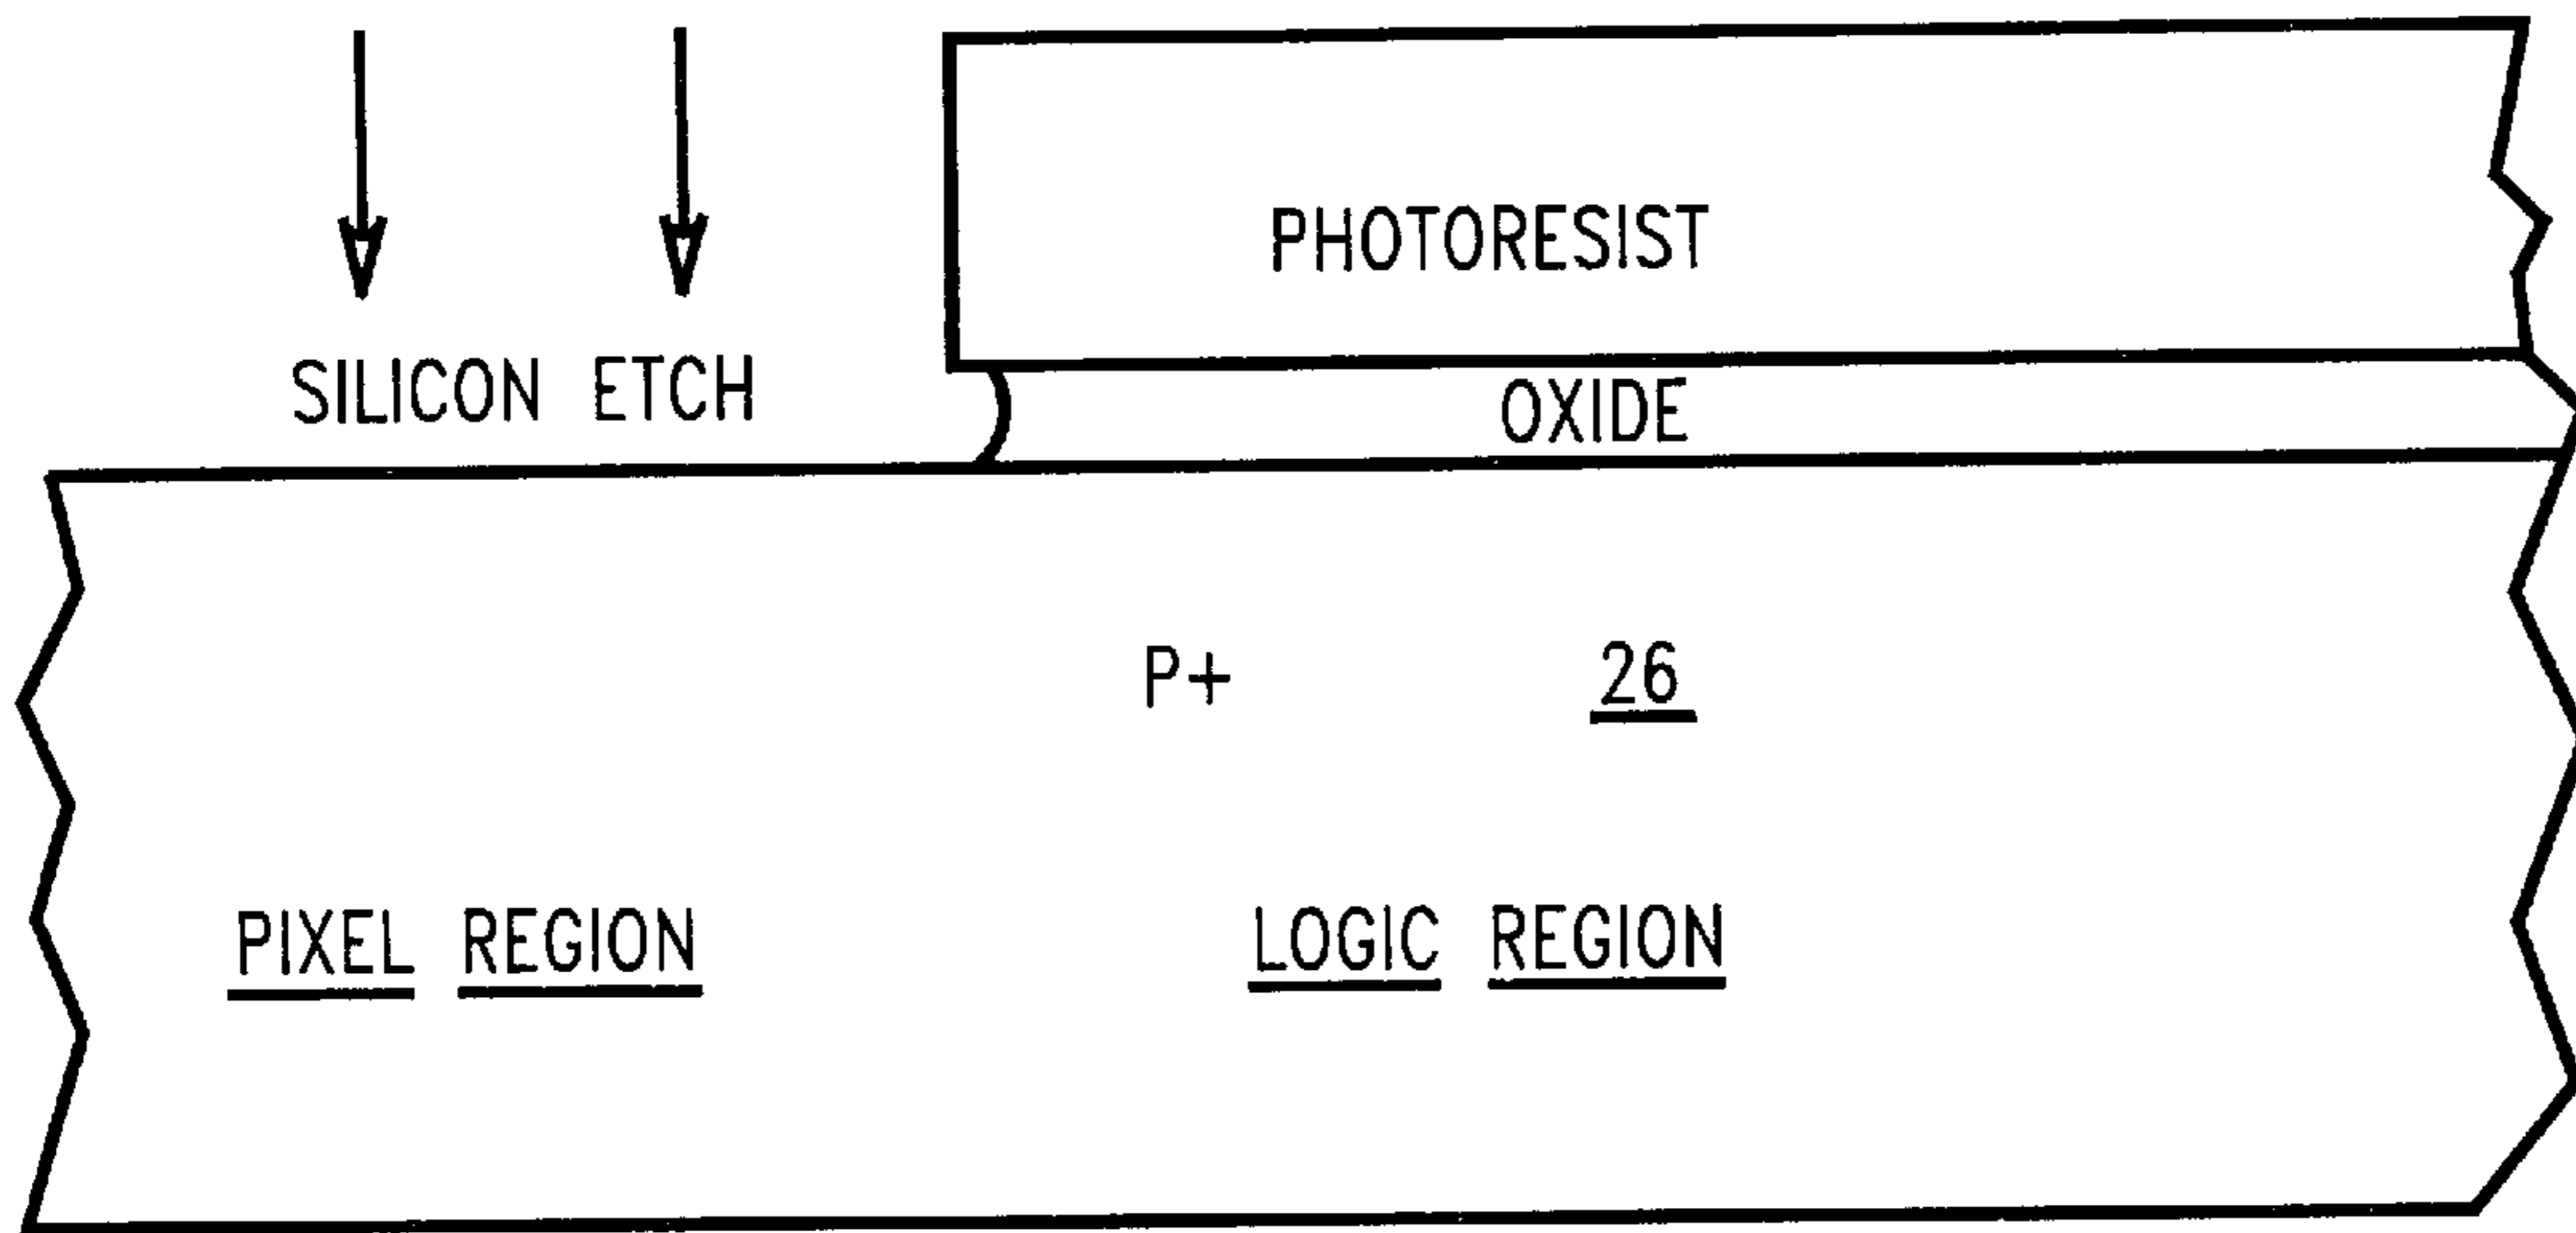 PHOTORESIST
SILICON ETCH
OXIDE
P+ 26
PIXEL REGION LOGIC REGION